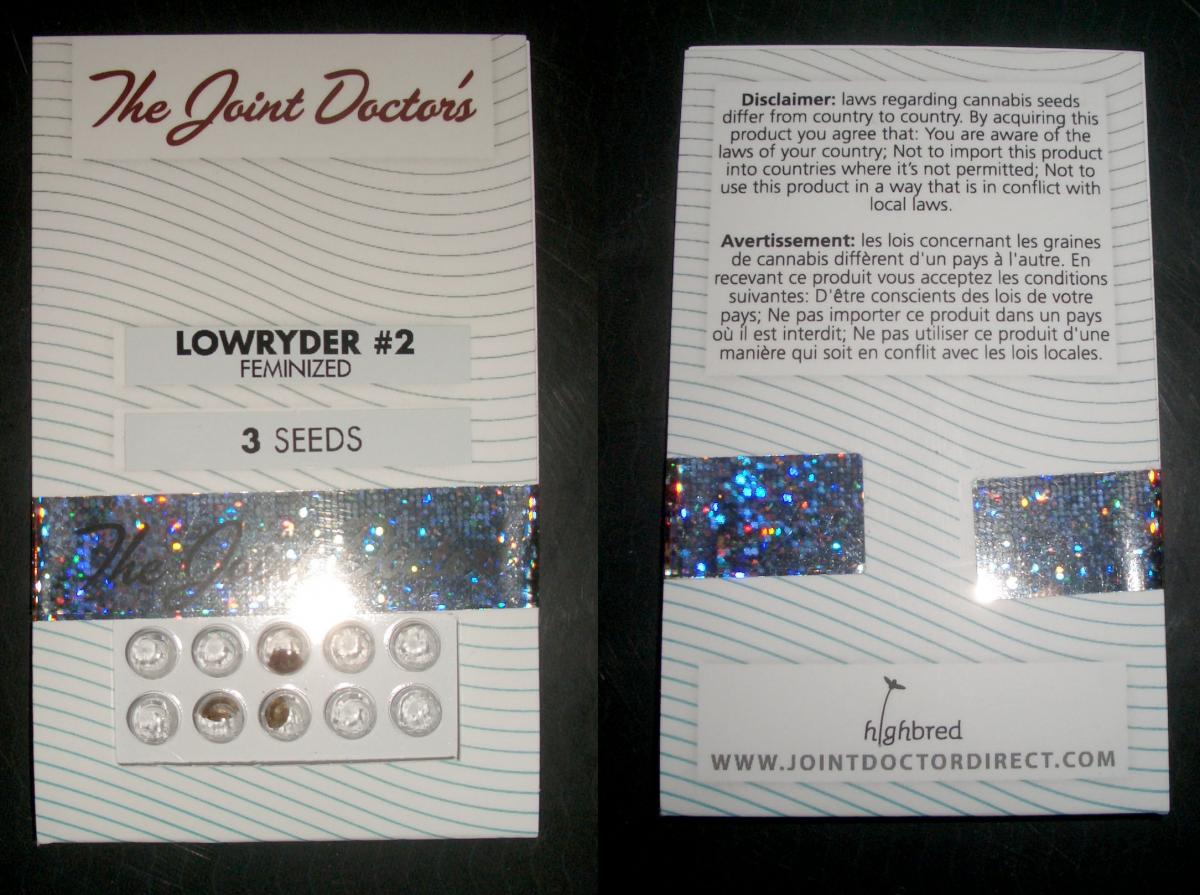 The Joint Doctor's
LOWRYDER #2
FEMINIZED
3 SEEDS
The Joint
Disclaimer: laws regarding cannabis seeds
differ from country to country. By acquiring this
product you agree that: You are aware of the
laws of your country; Not to import this product
into countries where it's not permitted; Not to
use this product in a way that is in conflict with
local laws.
Avertissement: les lois concernant les graines
de cannabis diffèrent d'un pays à l'autre. En
recevant ce produit vous acceptez les conditions
suivantes: D'être conscients des lois de votre
pays; Ne pas importer ce produit dans un pays
où il est interdit; Ne pas utiliser ce produit d'une
manière qui soit en conflit avec les lois locales.
highbred
WWW.JOINTDOCTORDIRECT.COM